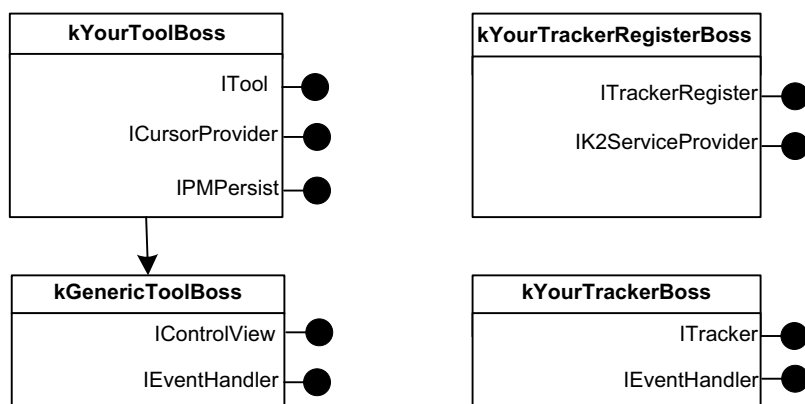 kYourToolBoss
ITool
ICursorProvider
IPMPersist
kYourTrackerRegisterBoss
ITrackerRegister
IK2ServiceProvider
kGenericToolBoss
IControlView
IEventHandler
kYourTrackerBoss
ITracker
IEventHandler